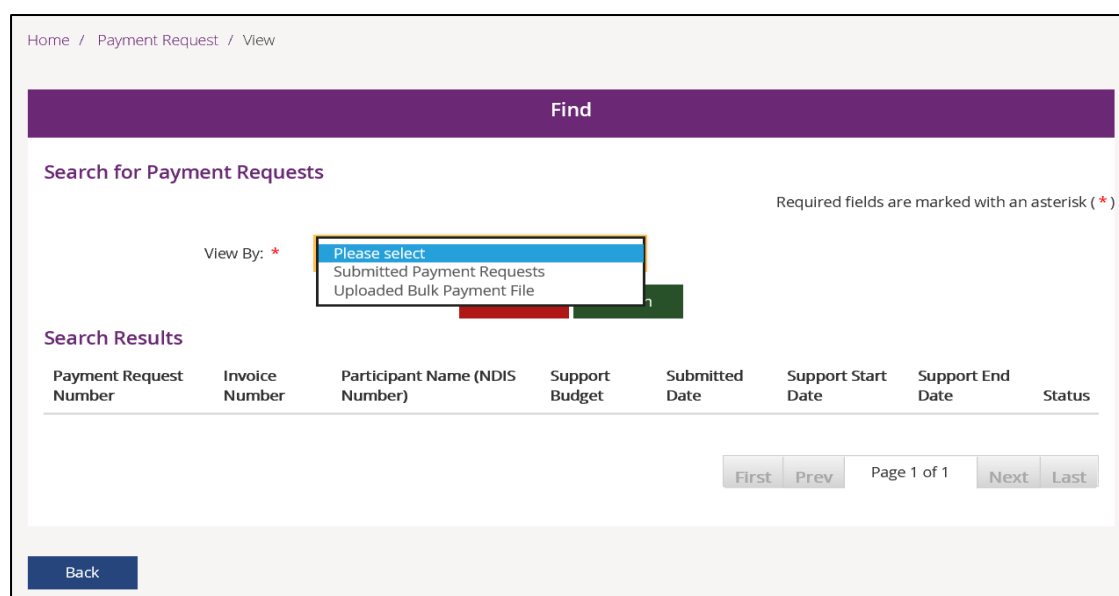 Home / Payment Request / View
Find
Search for Payment Requests
Required fields are marked with an asterisk (*)
View By: *
Please select
Submitted Payment Requests
Uploaded Bulk Payment File
Search Results
Payment Request Number
Invoice Number
Participant Name (NDIS Number)
Support Budget
Submitted Date
Support Start Date
Support End Date
Status
First Prev Page 1 of 1 Next Last
Back